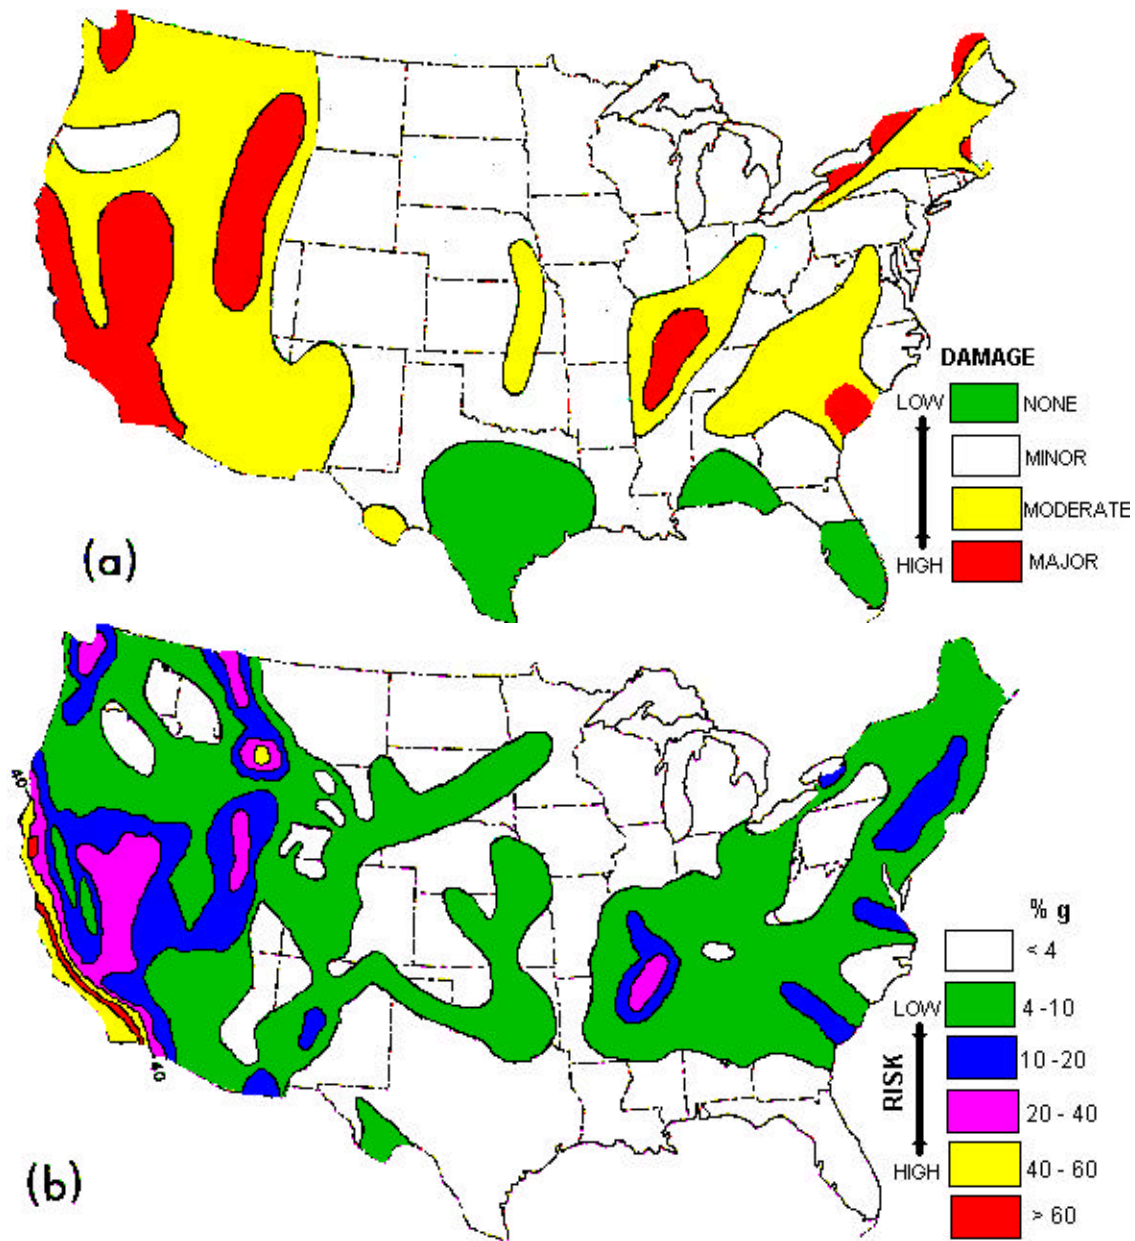 DAMAGE
LOW
NONE
MINOR
MODERATE
HIGH
MAJOR
(a)
40
% g
< 4
LOW
4 -10
RISK
10 -20
20 - 40
HIGH
40 - 60
> 60
40
(b)